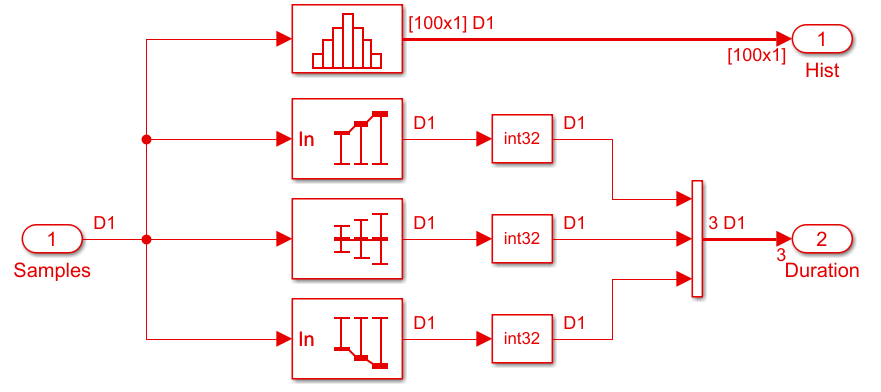 [100x1] D1
1
[100x1]
Hist
In
D1
int32
D1
D1
1
Samples
D1
int32
D1
3 D1
2
3
Duration
In
D1
int32
D1